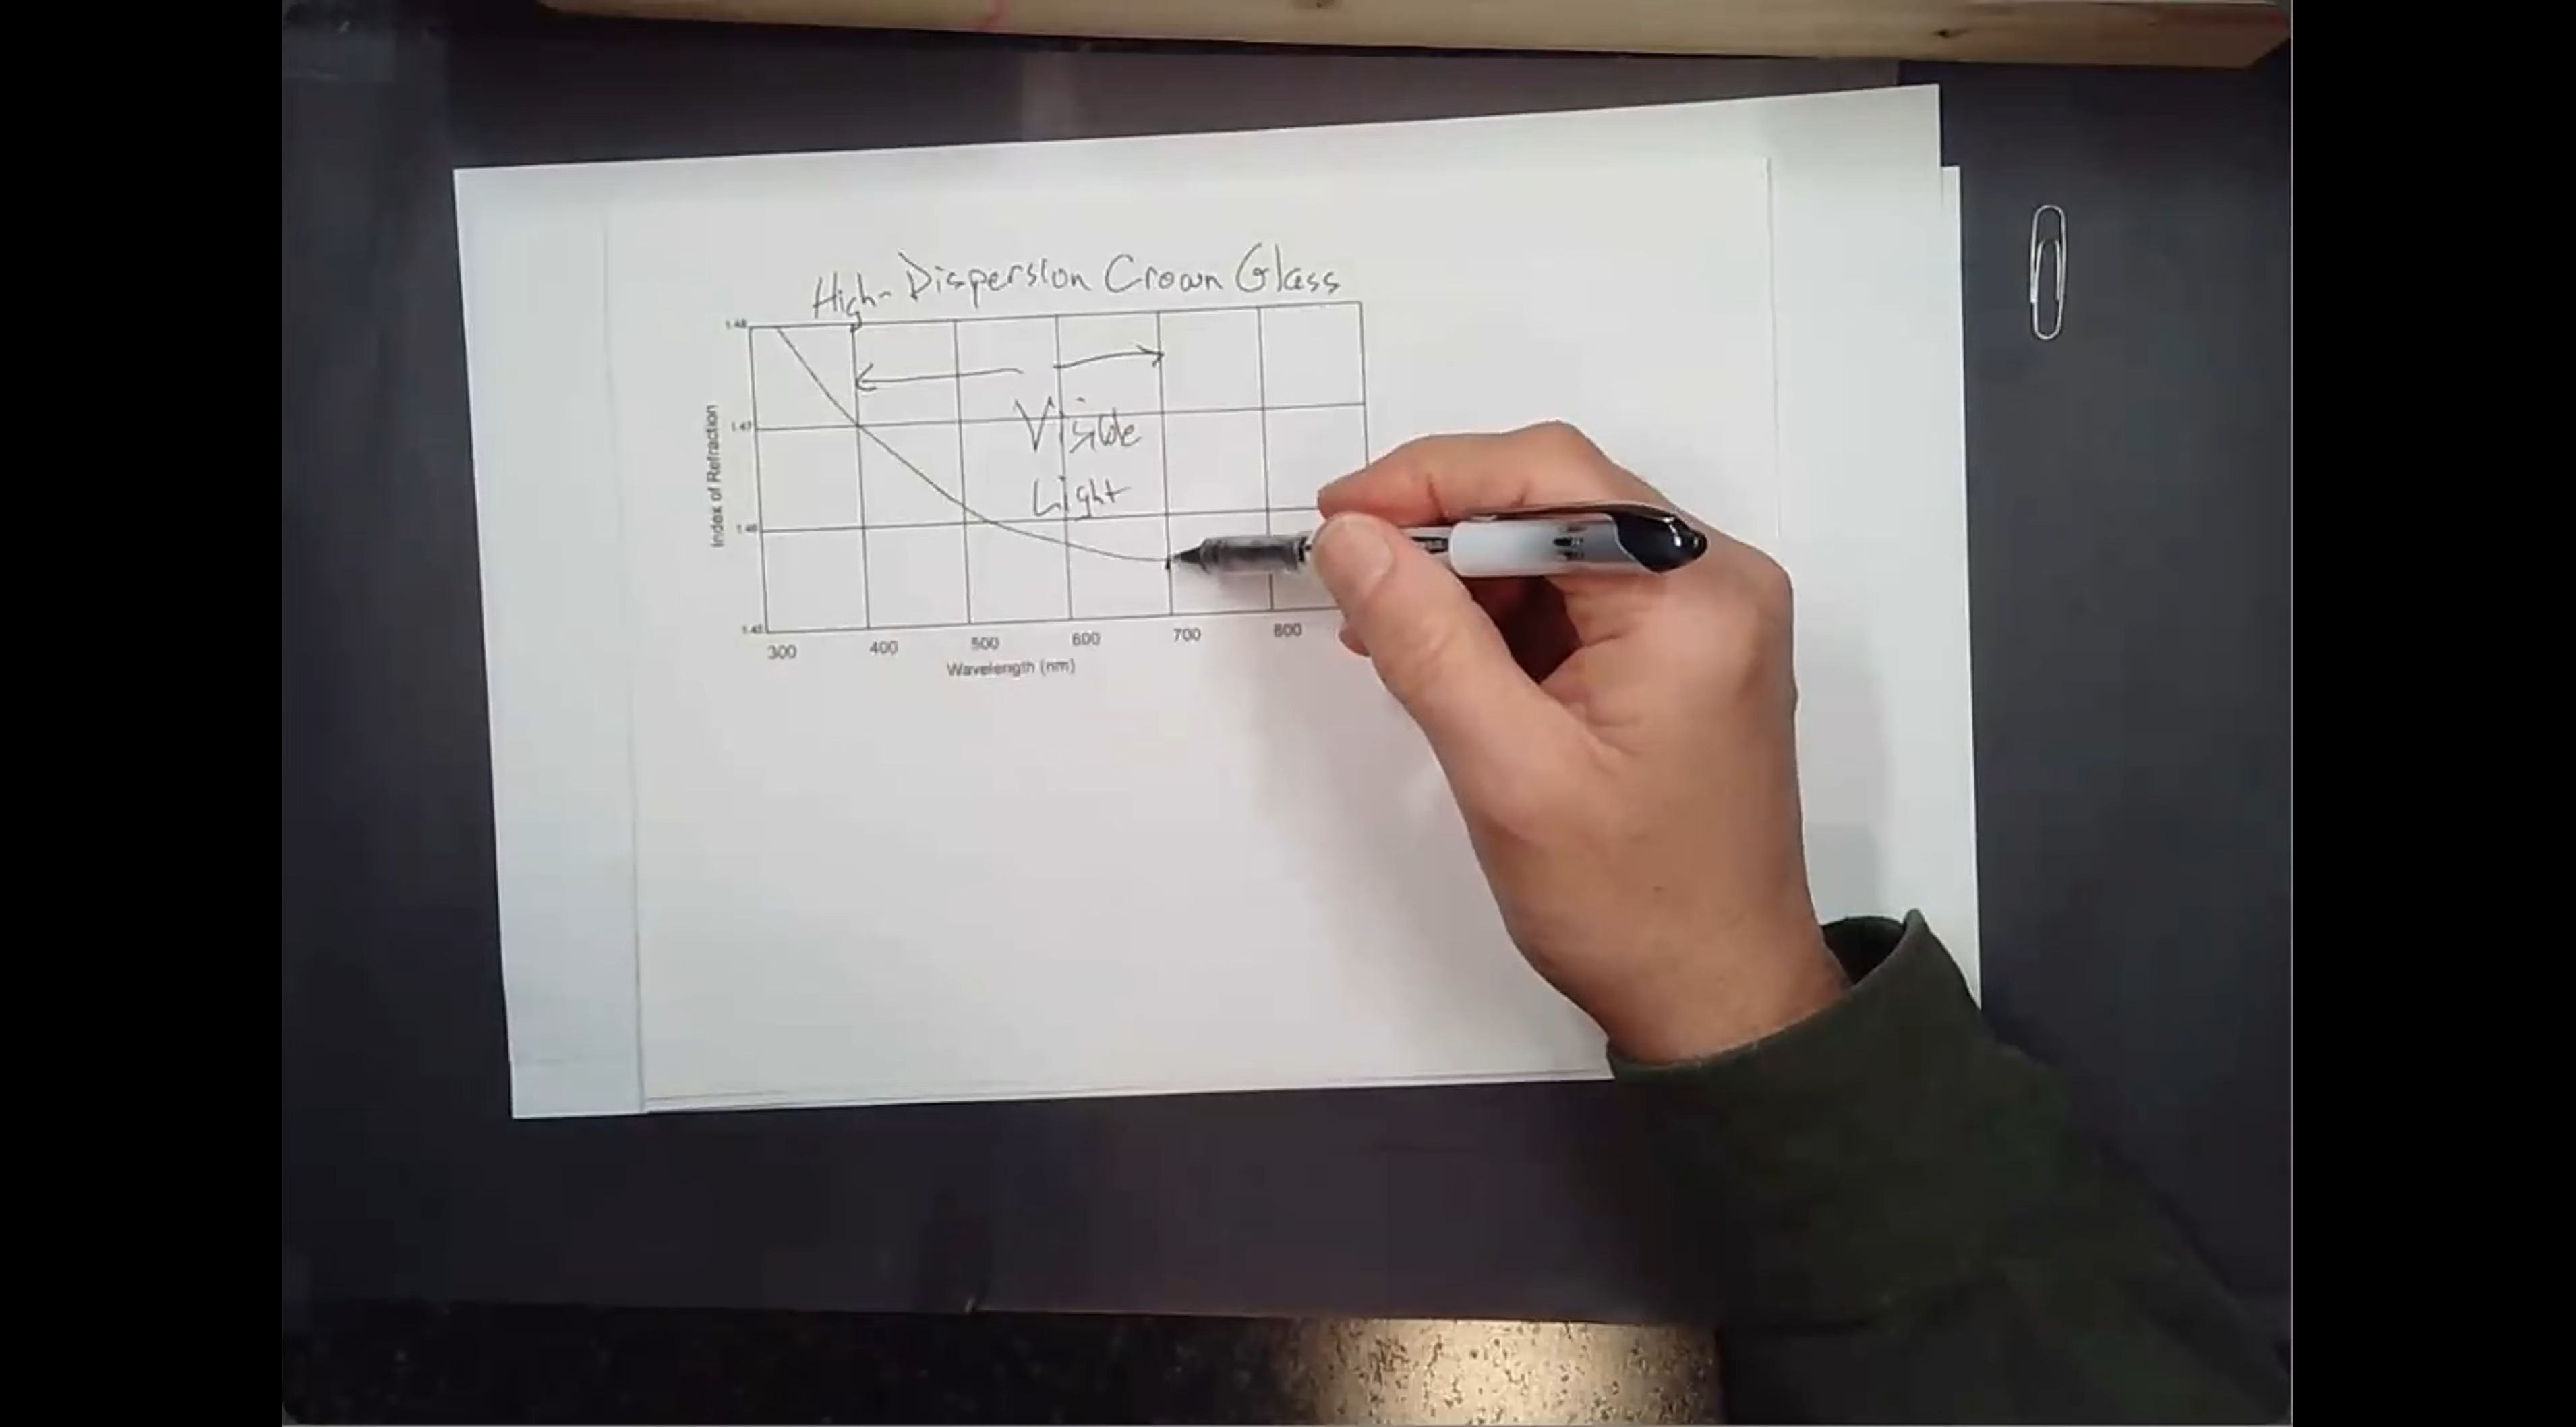 High-Dispersion Crown Glass
1.48
1.47
Visible
Light
Index of Refraction
1.46
1.45
300 400 500 600 700 800
Wavelength (nm)